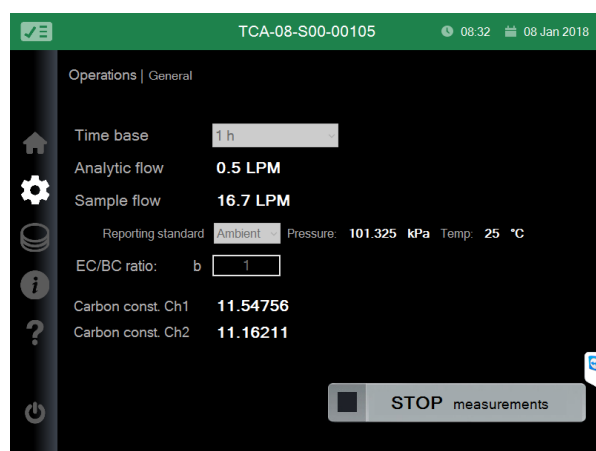 TCA-08-S00-00105 08:32 08 Jan 2018
Operations | General
Time base 1 h
Analytic flow 0.5 LPM
Sample flow 16.7 LPM
Reporting standard Ambient Pressure: 101.325 kPa Temp: 25 °C
EC/BC ratio: b 1
Carbon const. Ch1 11.54756
Carbon const. Ch2 11.16211
STOP measurements